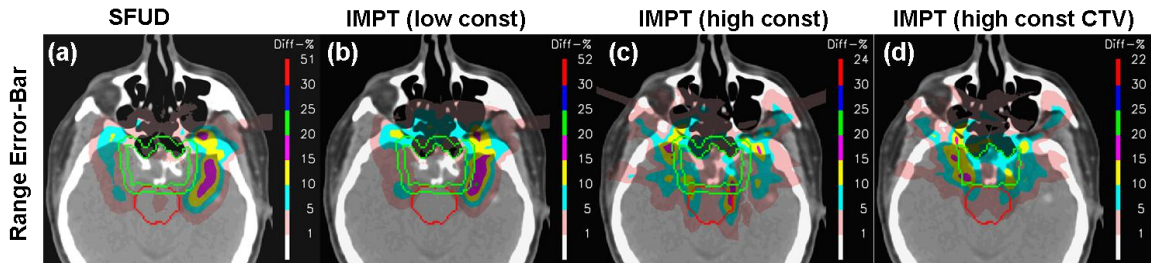 SFUD
IMPT (low const)
IMPT (high const)
IMPT (high const CTV)
Range Error-Bar
(a)
Diff-%
51
30
25
20
15
10
5
1
(b)
Diff-%
52
30
25
20
15
10
5
1
(c)
Diff-%
24
30
25
20
15
10
5
1
(d)
Diff-%
22
30
25
20
15
10
5
1